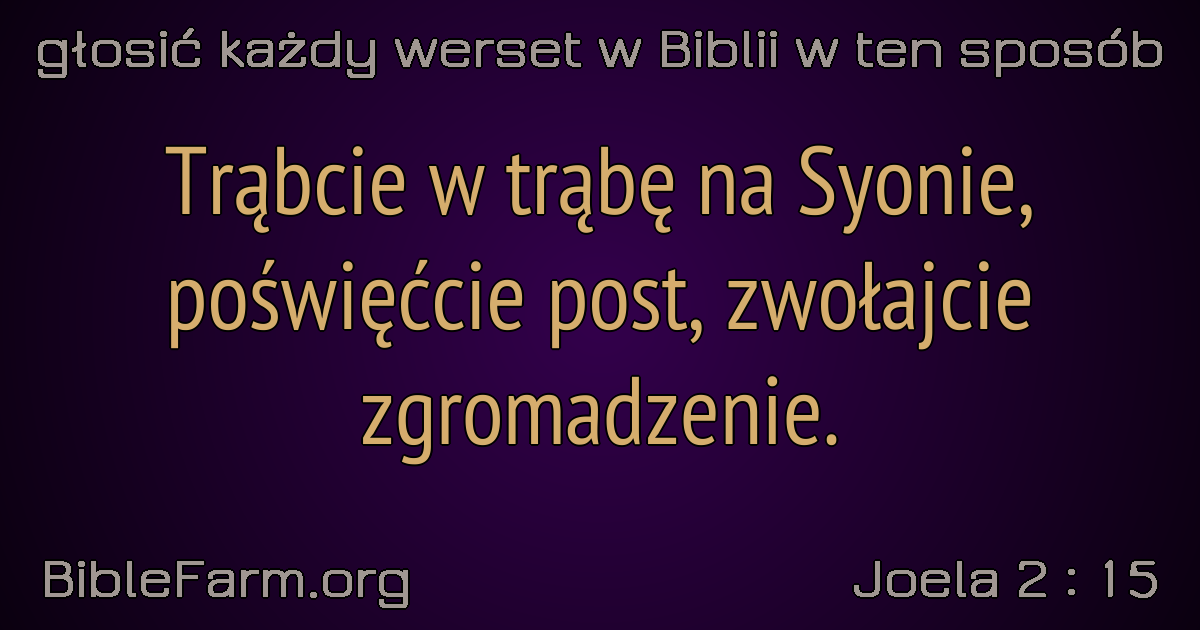 głosić każdy werset w Biblii w ten sposób
Trąbcie w trąbę na Syonie,
poświęćcie post, zwołajcie
zgromadzenie.
BibleFarm.org
Joela 2 : 15